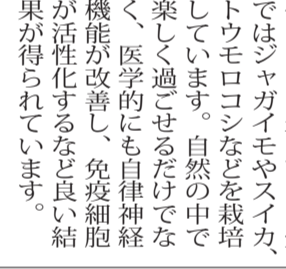 ではジャガイモやスイカ、
トウモロコシなどを栽培
しています。自然の中で
楽しく過ごせるだけでな
く、医学的にも自律神経
機能が改善し、免疫細胞
が活性化するなど良い結
果が得られています。